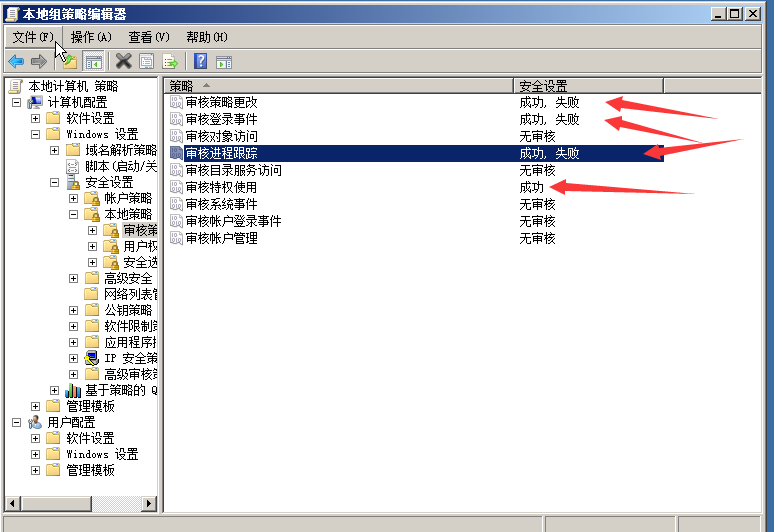 本地组策略编辑器
文件(F) 操作(A) 查看(V) 帮助(H)
本地计算机 策略
计算机配置
软件设置
Windows 设置
域名解析策略
脚本(启动/关
安全设置
帐户策略
本地策略
审核策
用户权
安全选
高级安全
网络列表管
公钥策略
软件限制策
应用程序控
IP 安全策
高级审核策
基于策略的 Q
管理模板
用户配置
软件设置
Windows 设置
管理模板
策略 安全设置
审核策略更改 成功, 失败
审核登录事件 成功, 失败
审核对象访问 无审核
审核进程跟踪 成功, 失败
审核目录服务访问 无审核
审核特权使用 成功
审核系统事件 无审核
审核帐户登录事件 无审核
审核帐户管理 无审核